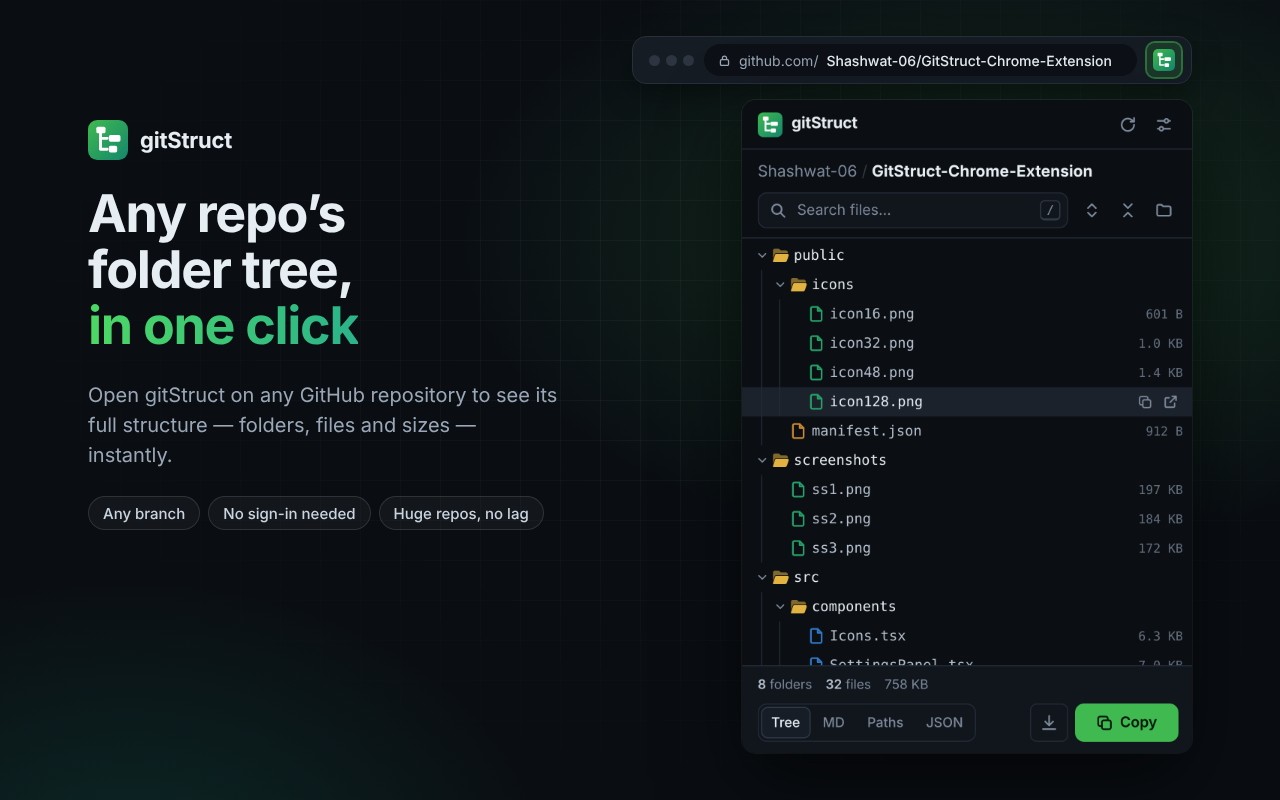 github.com/ Shashwat-06/GitStruct-Chrome-Extension
gitStruct
Any repo's
folder tree,
in one click
Open gitStruct on any GitHub repository to see its
full structure — folders, files and sizes —
instantly.
Any branch
No sign-in needed
Huge repos, no lag
gitStruct
Shashwat-06 / GitStruct-Chrome-Extension
Search files... /
public
icons
icon16.png 601 B
icon32.png 1.0 KB
icon48.png 1.4 KB
icon128.png
manifest.json 912 B
screenshots
ss1.png 197 KB
ss2.png 184 KB
ss3.png 172 KB
src
components
Icons.tsx 6.3 KB
SettingsPanel.tsx 7.0 KB
8 folders 32 files 758 KB
Tree MD Paths JSON Copy